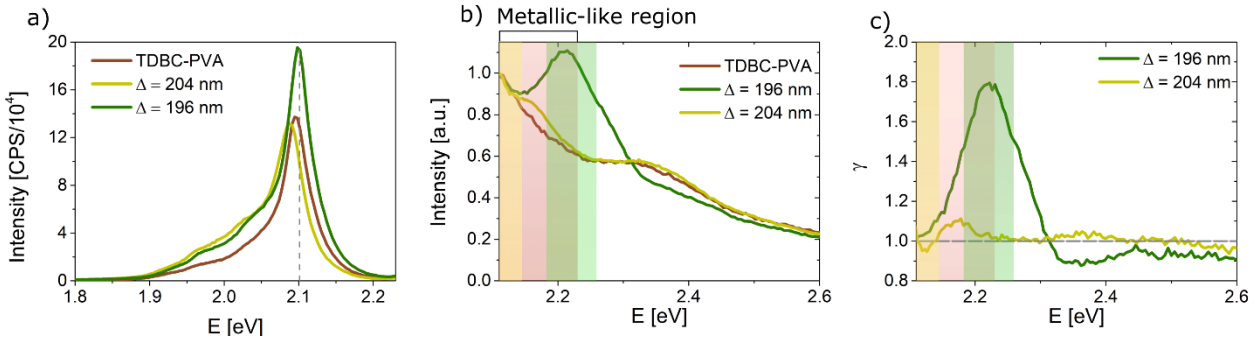 a)
Intensity [CPS/10⁴]
20
16
12
8
4
0
TDBC-PVA
Δ = 204 nm
Δ = 196 nm
1.8
1.9
2.0
2.1
2.2
E [eV]
b)
Metallic-like region
Intensity [a.u.]
1.0
0.8
0.6
0.4
0.2
0.0
TDBC-PVA
Δ = 196 nm
Δ = 204 nm
2.2
2.4
2.6
E [eV]
c)
γ
2.0
1.8
1.6
1.4
1.2
1.0
0.8
Δ = 196 nm
Δ = 204 nm
2.2
2.4
2.6
E [eV]